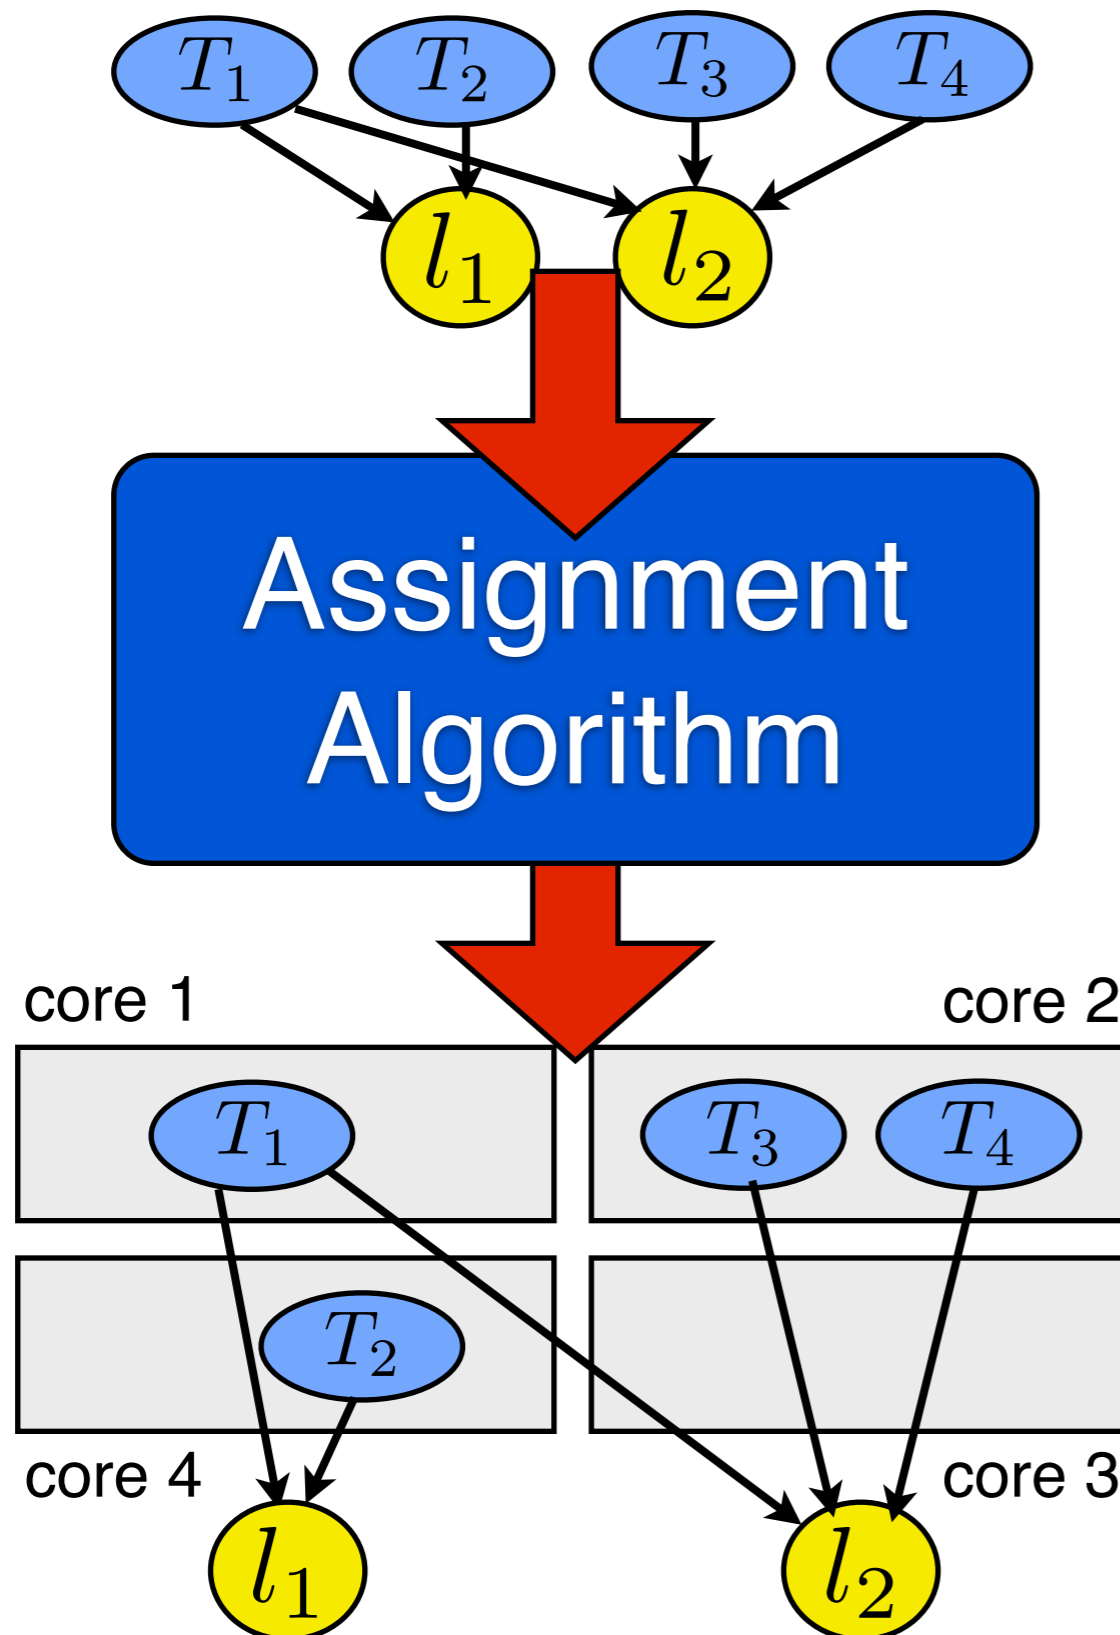 T₁ T₂ T₃ T₄
l₁ l₂
Assignment
Algorithm
core 1 core 2
T₁ T₃ T₄
T₂
core 4 core 3
l₁ l₂